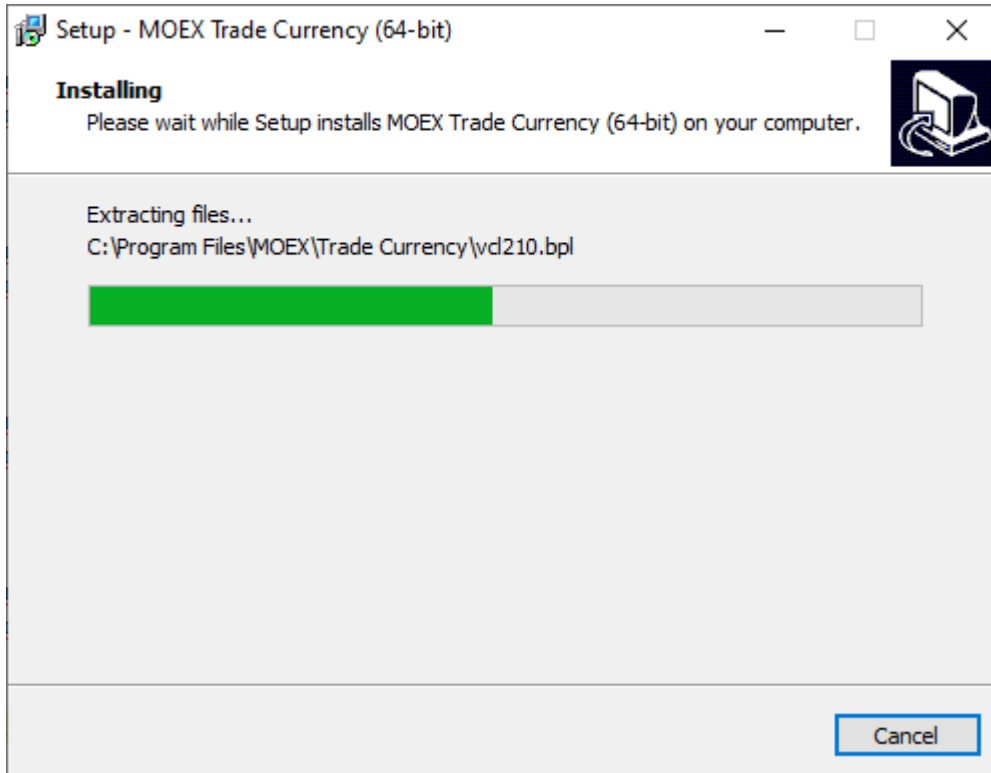 Setup - MOEX Trade Currency (64-bit)
Installing
Please wait while Setup installs MOEX Trade Currency (64-bit) on your computer.
Extracting files...
C:\Program Files\MOEX\Trade Currency\vcl210.bpl
Cancel